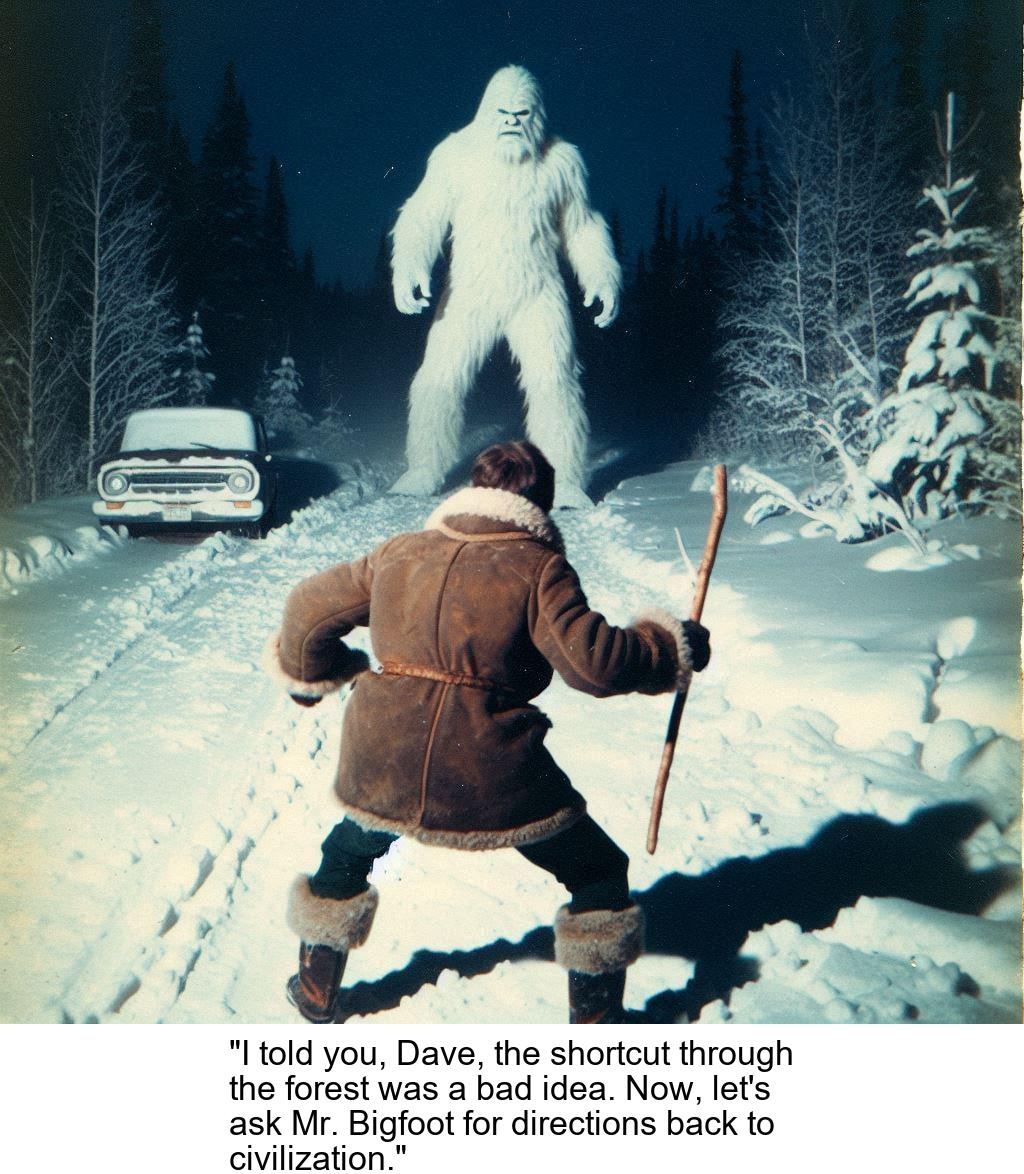 "I told you, Dave, the shortcut through
the forest was a bad idea. Now, let's
ask Mr. Bigfoot for directions back to
civilization."